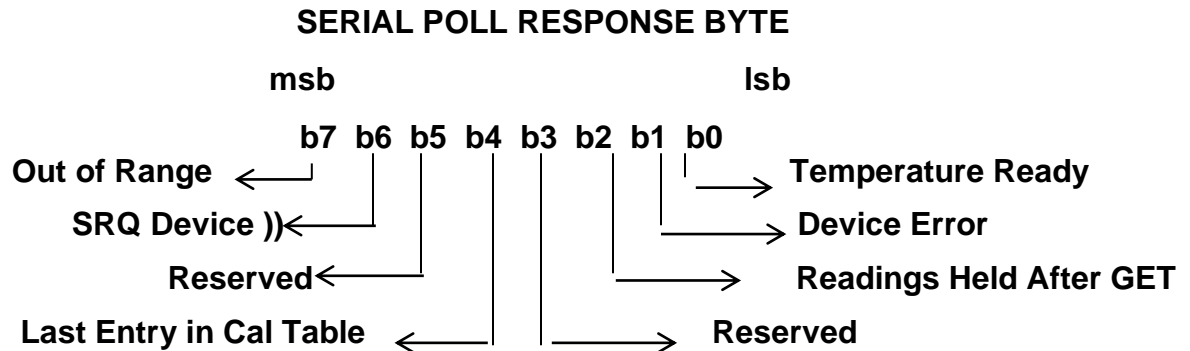 SERIAL POLL RESPONSE BYTE
msb lsb
b7 b6 b5 b4 b3 b2 b1 b0
Out of Range Temperature Ready
SRQ Device )) Device Error
Reserved Readings Held After GET
Last Entry in Cal Table Reserved